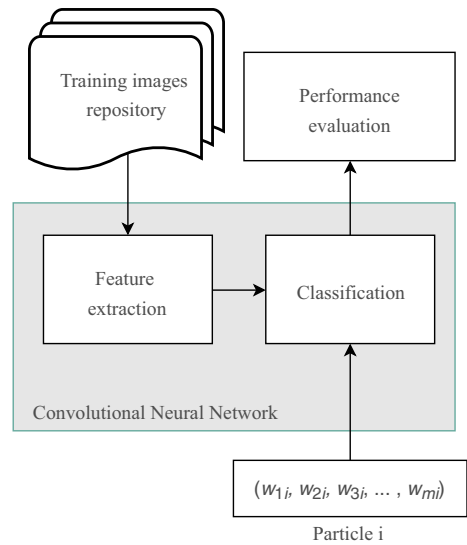 Training images
repository
Performance
evaluation
Feature
extraction
Classification
Convolutional Neural Network
(w1i, w2i, w3i, ... , wmi)
Particle i